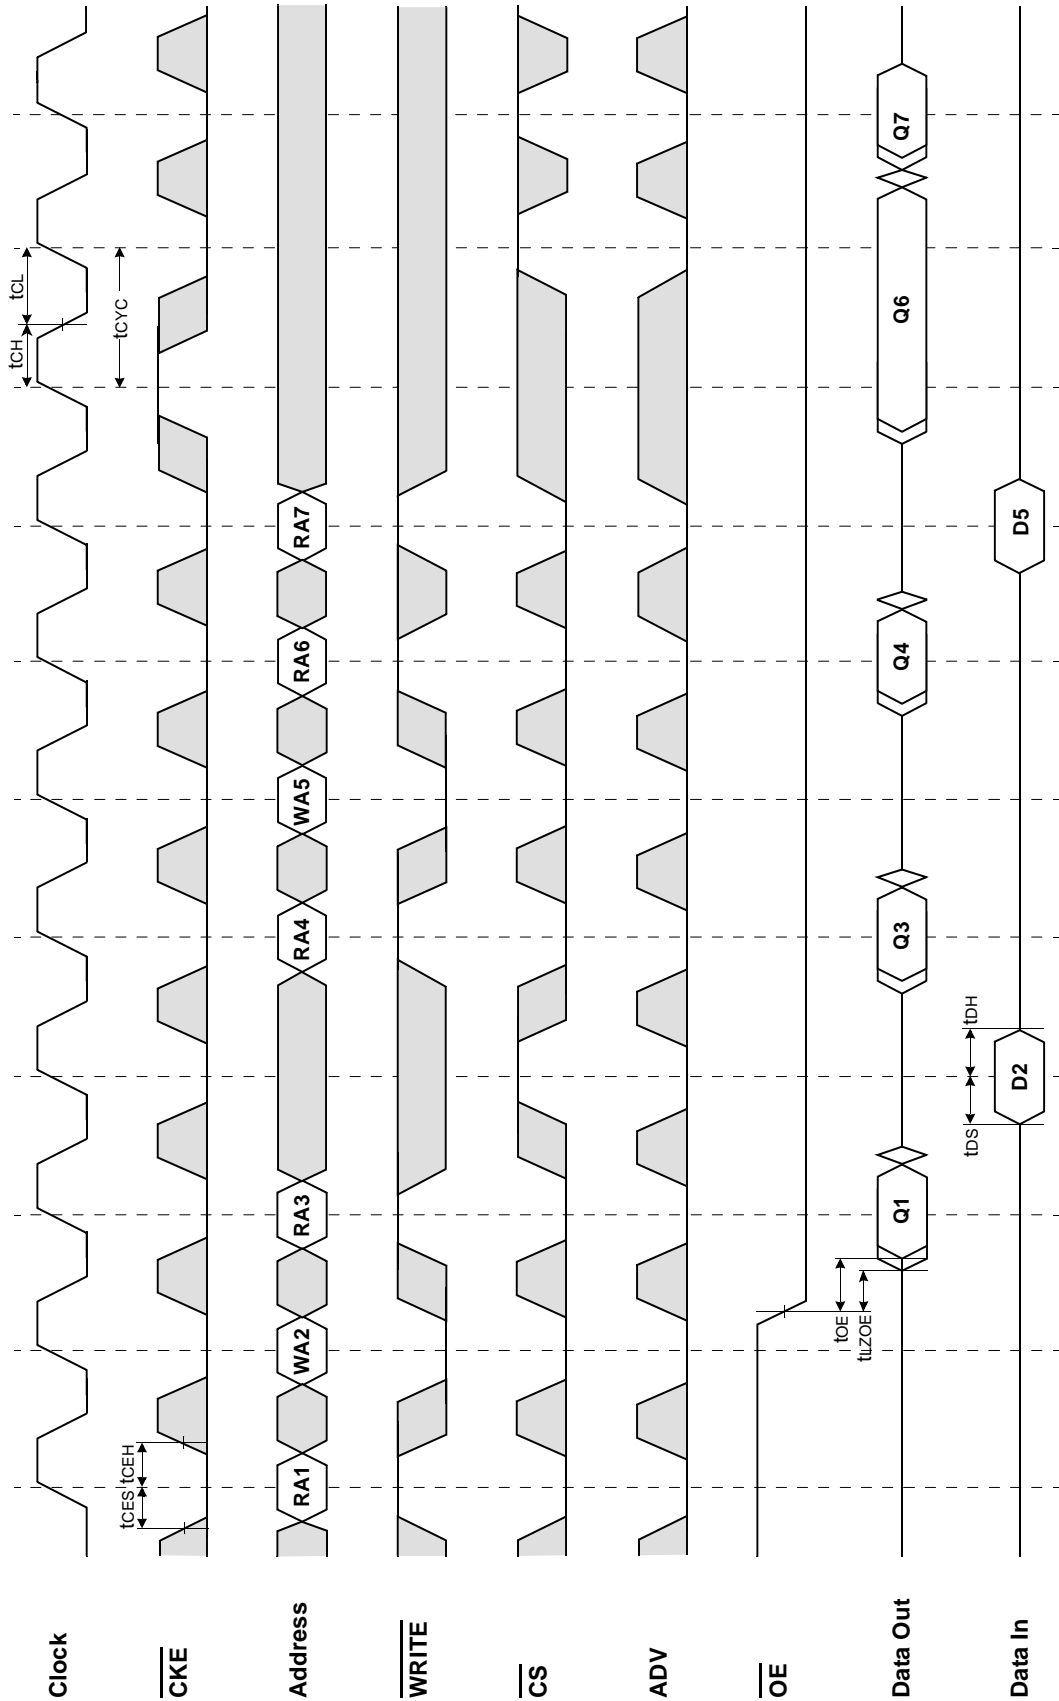 Clock
tCH
tCL
tCYC
tCES
tCEH
CKE
Address
RA1
WA2
RA3
RA4
WA5
RA6
RA7
WRITE
CS
ADV
OE
tOE
tLZOE
Data Out
Q1
Q3
Q4
Q6
Q7
Data In
tDS
tDH
D2
D5